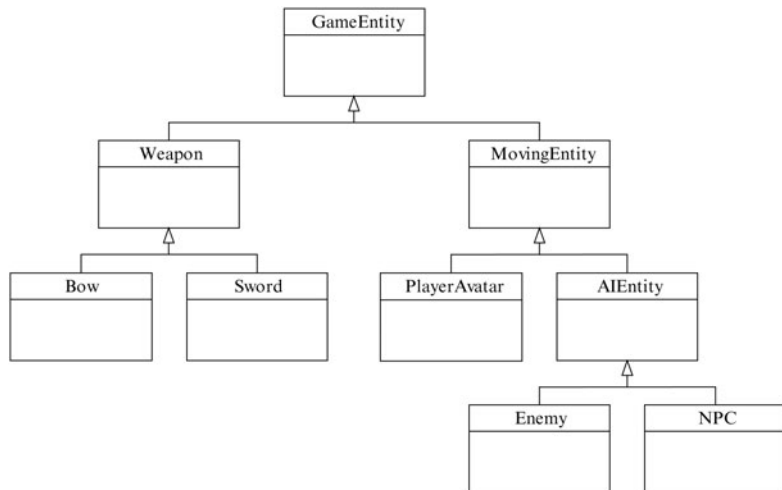 GameEntity
Weapon
MovingEntity
Bow
Sword
PlayerAvatar
AIEntity
Enemy
NPC